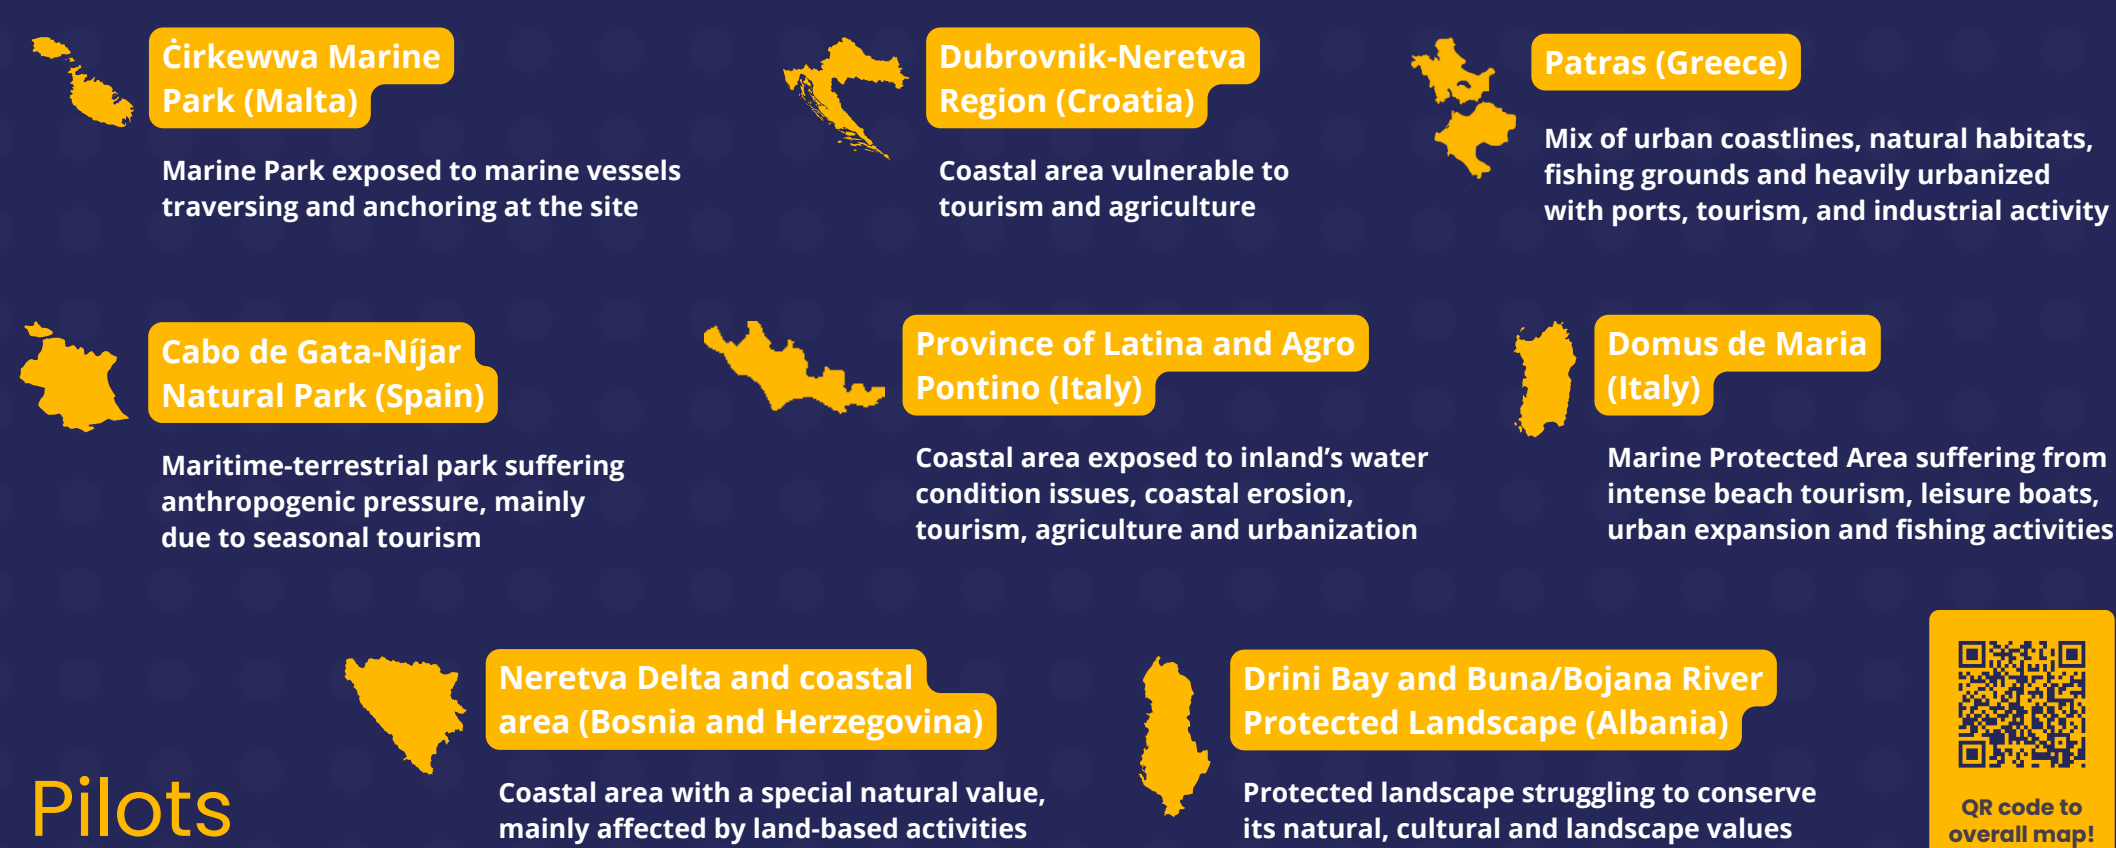 Ċirkewwa Marine
Park (Malta)
Marine Park exposed to marine vessels
traversing and anchoring at the site
Dubrovnik-Neretva
Region (Croatia)
Coastal area vulnerable to
tourism and agriculture
Patras (Greece)
Mix of urban coastlines, natural habitats,
fishing grounds and heavily urbanized
with ports, tourism, and industrial activity
Cabo de Gata-Níjar
Natural Park (Spain)
Maritime-terrestrial park suffering
anthropogenic pressure, mainly
due to seasonal tourism
Province of Latina and Agro
Pontino (Italy)
Coastal area exposed to inland's water
condition issues, coastal erosion,
tourism, agriculture and urbanization
Domus de Maria
(Italy)
Marine Protected Area suffering from
intense beach tourism, leisure boats,
urban expansion and fishing activities
Neretva Delta and coastal
area (Bosnia and Herzegovina)
Coastal area with a special natural value,
mainly affected by land-based activities
Drini Bay and Buna/Bojana River
Protected Landscape (Albania)
Protected landscape struggling to conserve
its natural, cultural and landscape values
Pilots
QR code to
overall map!